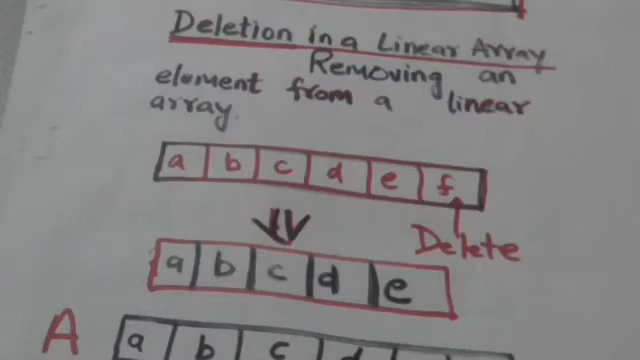 Deletion in a Linear Array
Removing an
element from a linear
array.
a b c d e f
Delete
a b c d e
A
a b c d